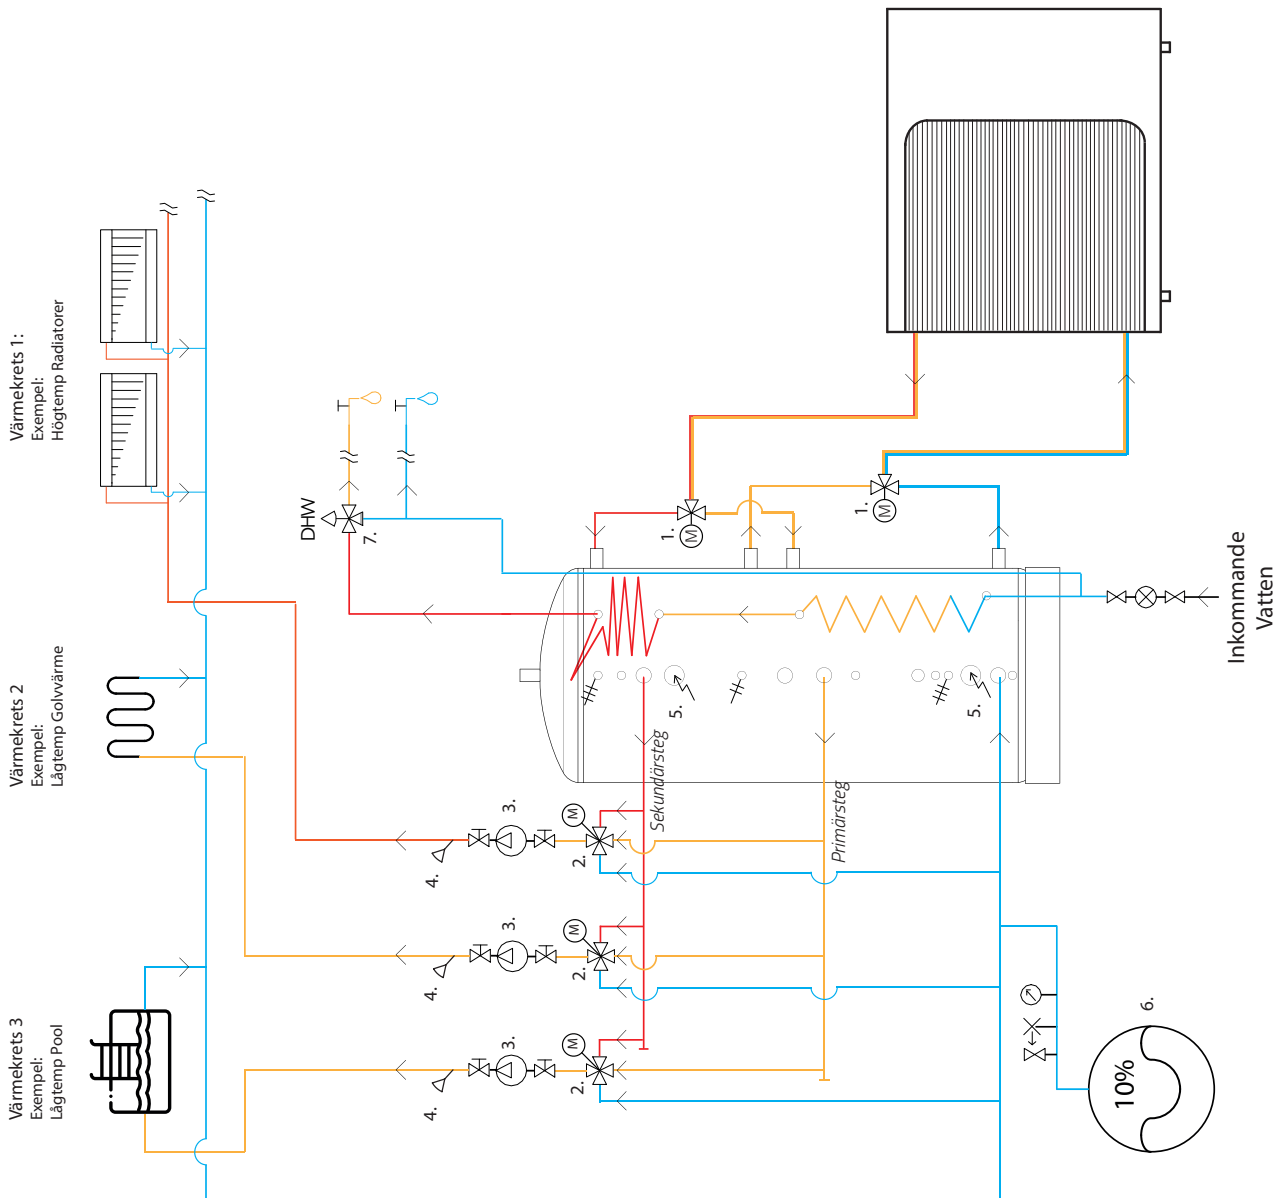 Värmekrets 1:
Exempel:
Högtemp Radiatorer
Värmekrets 2
Exempel:
Lågtemp Golvvärme
Värmekrets 3
Exempel:
Lågtemp Pool
DHW
7.
1.
M
1.
M
5.
5.
Sekundärsteg
Primärsteg
Inkommande
Vatten
4.
3.
M
2.
4.
3.
M
2.
4.
3.
M
2.
6.
10%